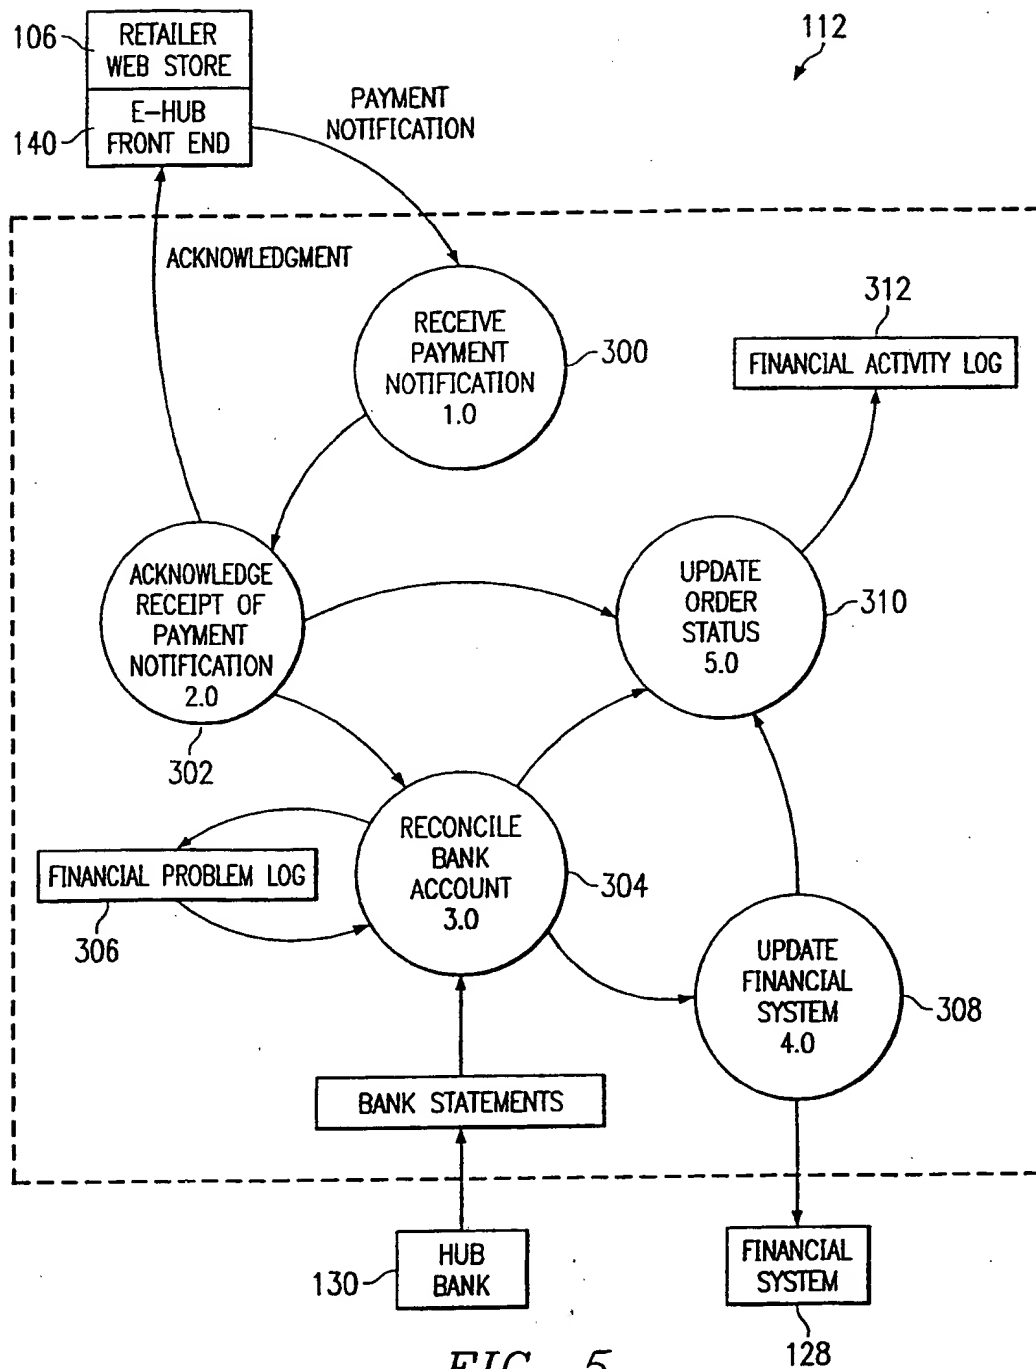 112
106
RETAILER
WEB STORE
140
E-HUB
FRONT END
PAYMENT
NOTIFICATION
ACKNOWLEDGMENT
RECEIVE
PAYMENT
NOTIFICATION
1.0
300
312
FINANCIAL ACTIVITY LOG
ACKNOWLEDGE
RECEIPT OF
PAYMENT
NOTIFICATION
2.0
302
UPDATE
ORDER
STATUS
5.0
310
RECONCILE
BANK
ACCOUNT
3.0
304
FINANCIAL PROBLEM LOG
306
UPDATE
FINANCIAL
SYSTEM
4.0
308
BANK STATEMENTS
130
HUB
BANK
FINANCIAL
SYSTEM
128
FIG. 5